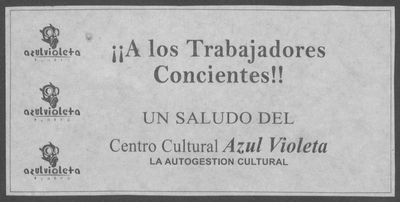 azulvioleta
¡¡A los Trabajadores
Concientes!!
azulvioleta
UN SALUDO DEL
Centro Cultural Azul Violeta
LA AUTOGESTION CULTURAL
azulvioleta